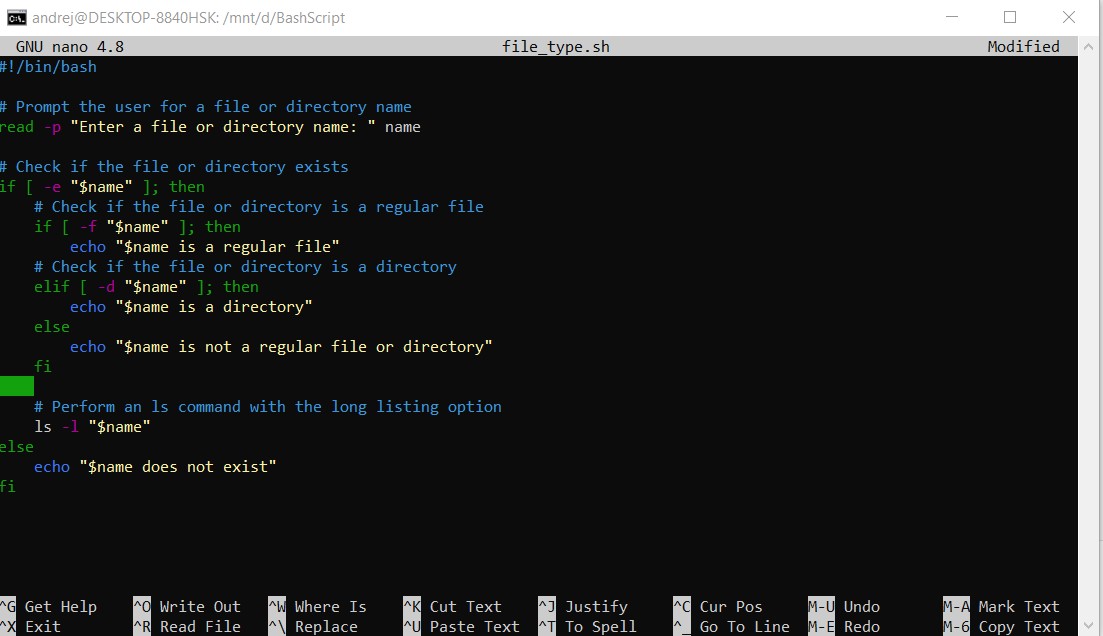 andrej@DESKTOP-8840HSK: /mnt/d/BashScript
GNU nano 4.8 file_type.sh Modified
#!/bin/bash
# Prompt the user for a file or directory name
read -p "Enter a file or directory name: " name
# Check if the file or directory exists
if [ -e "$name" ]; then
    # Check if the file or directory is a regular file
    if [ -f "$name" ]; then
        echo "$name is a regular file"
    # Check if the file or directory is a directory
    elif [ -d "$name" ]; then
        echo "$name is a directory"
    else
        echo "$name is not a regular file or directory"
    fi
    # Perform an ls command with the long listing option
    ls -l "$name"
else
    echo "$name does not exist"
fi
^G Get Help ^O Write Out ^W Where Is ^K Cut Text ^J Justify ^C Cur Pos M-U Undo M-A Mark Text
^X Exit ^R Read File ^\ Replace ^U Paste Text ^T To Spell ^_ Go To Line M-E Redo M-6 Copy Text